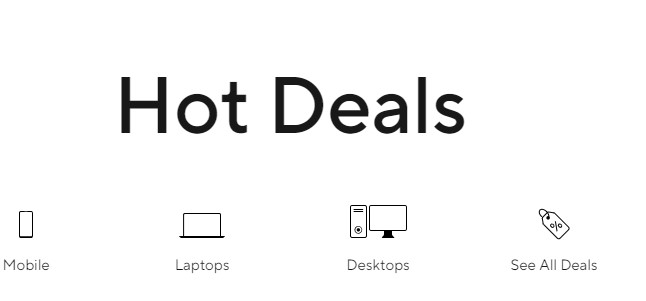 Hot Deals
Mobile
Laptops
Desktops
See All Deals